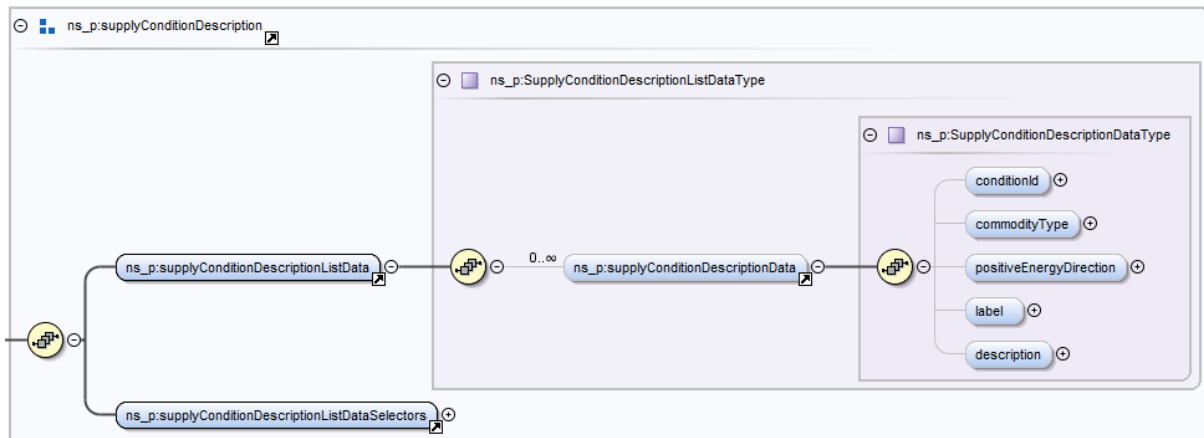 ns_p:supplyConditionDescription
ns_p:SupplyConditionDescriptionListDataType
ns_p:SupplyConditionDescriptionDataType
conditionId
commodityType
ns_p:supplyConditionDescriptionListData
0..∞
ns_p:supplyConditionDescriptionData
positiveEnergyDirection
label
description
ns_p:supplyConditionDescriptionListDataSelectors